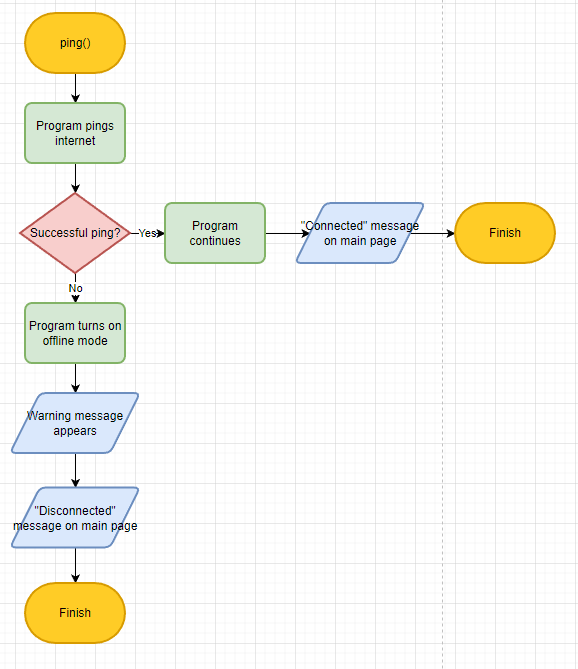 ping()
Program pings
internet
Successful ping?
Yes
Program
continues
"Connected" message
on main page
Finish
No
Program turns on
offline mode
Warning message
appears
"Disconnected"
message on main page
Finish